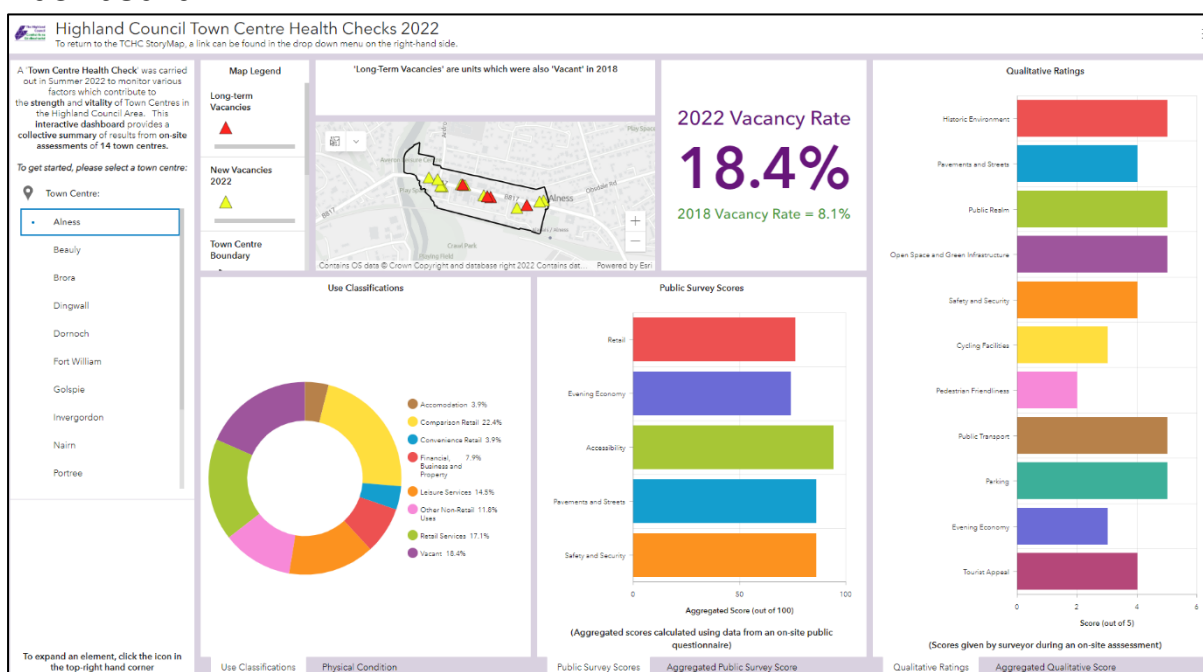 Highland Council Town Centre Health Checks 2022
To return to the TCHC StoryMap, a link can be found in the drop down menu on the right-hand side.
A 'Town Centre Health Check' was carried
out in Summer 2022 to monitor various
factors which contribute to
the strength and vitality of Town Centres in
the Highland Council Area. This
interactive dashboard provides a
collective summary of results from on-site
assessments of 14 town centres.
To get started, please select a town centre:
Town Centre:
Alness
Beauly
Brora
Dingwall
Dornoch
Fort William
Golspie
Invergordon
Nairn
Portree
To expand an element, click the icon in
the top-right hand corner
Map Legend
Long-term
Vacancies
New Vacancies
2022
Town Centre
Boundary
'Long-Term Vacancies' are units which were also 'Vacant' in 2018
Play Space
Obsdale Rd
B817
B817
Alness
Crawl Park
Playing Field
+
−
Contains OS data © Crown Copyright and database right 2022 Contains dat...
Powered by Esri
2022 Vacancy Rate
18.4%
2018 Vacancy Rate = 8.1%
Use Classifications
Accomodation 3.9%
Comparison Retail 22.4%
Convenience Retail 3.9%
Financial, 7.9%
Business and
Property
Leisure Services 14.5%
Other Non-Retail 11.8%
Uses
Retail Services 17.1%
Vacant 18.4%
Use Classifications
Physical Condition
Public Survey Scores
Retail
Evening Economy
Accessibility
Pavements and Streets
Safety and Security
0
50
100
Aggregated Score (out of 100)
(Aggregated scores calculated using data from an on-site public
questionnaire)
Public Survey Scores
Aggregated Public Survey Score
Qualitative Ratings
Historic Environment
Pavements and Streets
Public Realm
Open Space and Green Infrastructure
Safety and Security
Cycling Facilities
Pedestrian Friendliness
Public Transport
Parking
Evening Economy
Tourist Appeal
0
2
4
6
Score (out of 5)
(Scores given by surveyor during an on-site asssessment)
Qualitative Ratings
Aggregated Qualitative Score